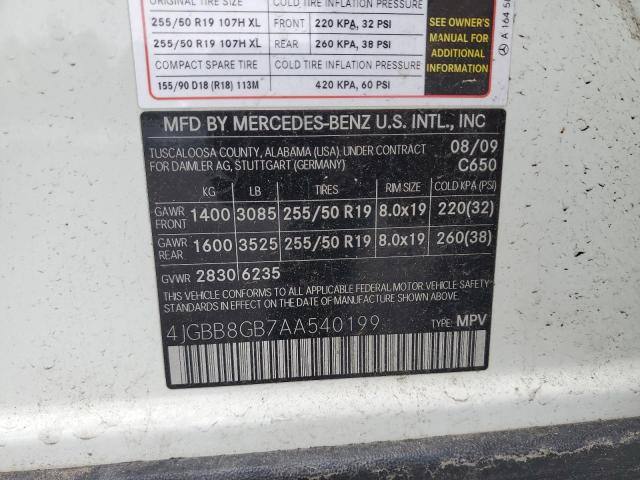 COLD TIRE INFLATION PRESSURE
255/50 R19 107H XL FRONT 220 KPA, 32 PSI
255/50 R19 107H XL REAR 260 KPA, 38 PSI
COMPACT SPARE TIRE COLD TIRE INFLATION PRESSURE
155/90 D18 (R18) 113M 420 KPA, 60 PSI
SEE OWNER'S
MANUAL FOR
ADDITIONAL
INFORMATION
A 164
MFD BY MERCEDES-BENZ U.S. INTL., INC
TUSCALOOSA COUNTY, ALABAMA (USA) UNDER CONTRACT 08/09
FOR DAIMLER AG, STUTTGART (GERMANY) C650
KG LB TIRES RIM SIZE COLD KPA (PSI)
GAWR FRONT 1400 3085 255/50 R19 8.0x19 220(32)
GAWR REAR 1600 3525 255/50 R19 8.0x19 260(38)
GVWR 2830 6235
THIS VEHICLE CONFORMS TO ALL APPLICABLE FEDERAL MOTOR VEHICLE
SAFETY STANDARDS IN EFFECT ON THE DATE OF MANUFACTURE SHOWN ABOVE.
4JGBB8GB7AA540199 TYPE: MPV